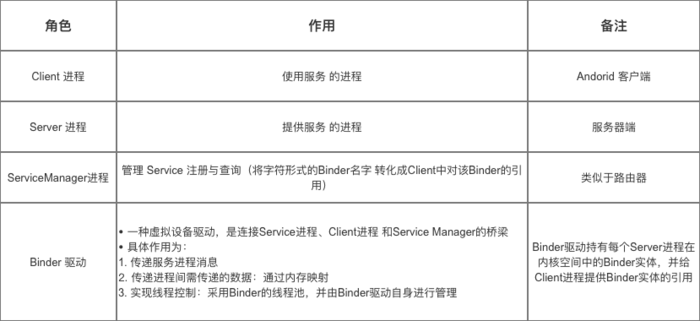 角色
作用
备注
Client 进程
使用服务 的进程
Andorid 客户端
Server 进程
提供服务 的进程
服务器端
ServiceManager进程
管理 Service 注册与查询（将字符形式的Binder名字 转化成Client中对该Binder的引
用）
类似于路由器
Binder 驱动
• 一种虚拟设备驱动，是连接Service进程、Client进程 和Service Manager的桥梁
• 具体作用为：
1. 传递服务进程消息
2. 传递进程间需传递的数据：通过内存映射
3. 实现线程控制：采用Binder的线程池，并由Binder驱动自身进行管理
Binder驱动持有每个Server进程在
内核空间中的Binder实体，并给
Client进程提供Binder实体的引用